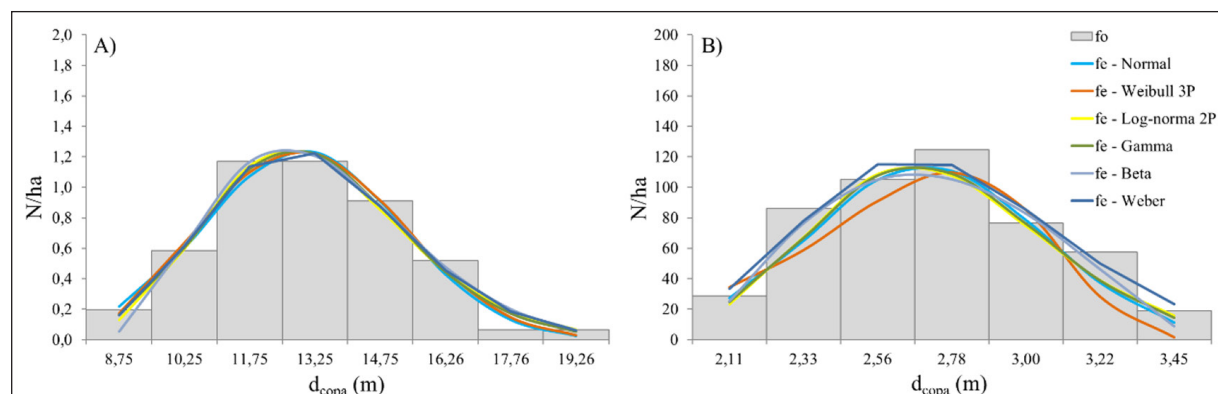 A)
2,0
1,8
1,6
1,4
1,2
1,0
0,8
0,6
0,4
0,2
0,0
N/ha
8,75 10,25 11,75 13,25 14,75 16,26 17,76 19,26
dcopa (m)
B)
200
180
160
140
120
100
80
60
40
20
0
N/ha
2,11 2,33 2,56 2,78 3,00 3,22 3,45
dcopa (m)
fo
fe - Normal
fe - Weibull 3P
fe - Log-norma 2P
fe - Gamma
fe - Beta
fe - Weber